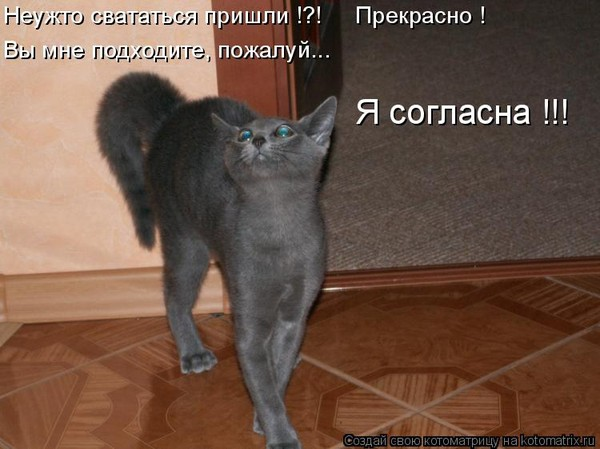 Неужто свататься пришли !?! Прекрасно !
Вы мне подходите, пожалуй...
Я согласна !!!
Создай свою котоматрицу на kotomatrix.ru